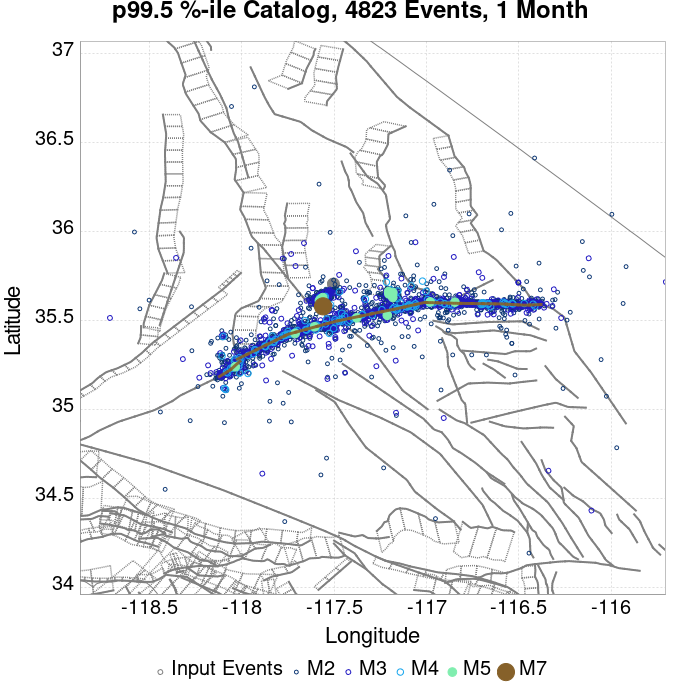 p99.5 %-ile Catalog, 4823 Events, 1 Month
37
36.5
36
35.5
35
34.5
34
Latitude
-118.5 -118 -117.5 -117 -116.5 -116
Longitude
Input Events M2 M3 M4 M5 M7